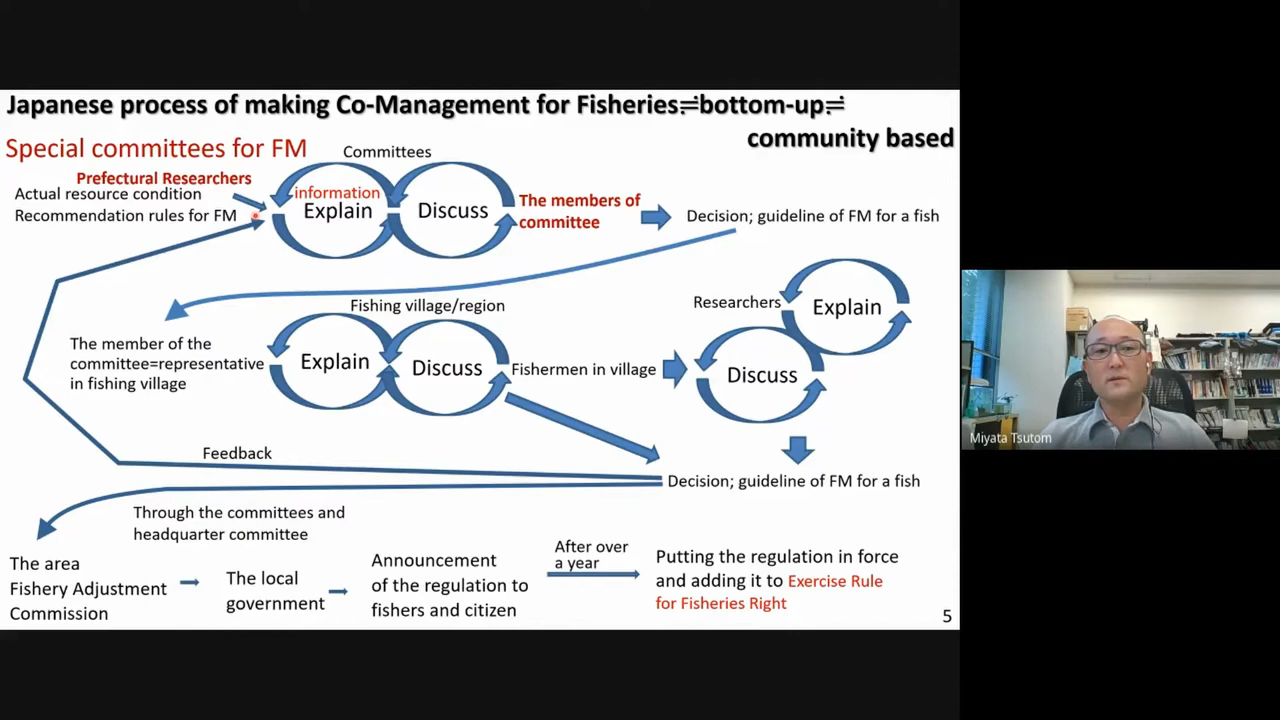 Japanese process of making Co-Management for Fisheries≓bottom-up≓
community based
Special committees for FM
Committees
Prefectural Researchers
Actual resource condition
Recommendation rules for FM
information
Explain
Discuss
The members of
committee
Decision; guideline of FM for a fish
Fishing village/region
The member of the
committee=representative
in fishing village
Explain
Discuss
Fishermen in village
Researchers
Explain
Discuss
Feedback
Decision; guideline of FM for a fish
Through the committees and
headquarter committee
The area
Fishery Adjustment
Commission
The local
government
Announcement
of the regulation to
fishers and citizen
After over
a year
Putting the regulation in force
and adding it to Exercise Rule
for Fisheries Right
5
Miyata Tsutom